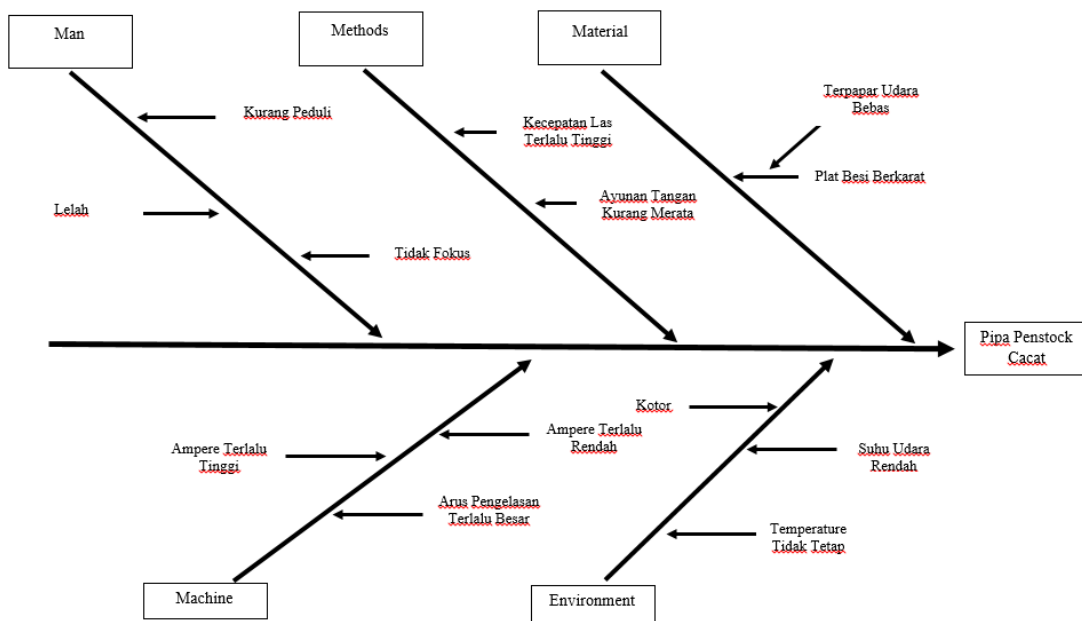 Man
Methods
Material
Terpapar Udara
Bebas
Kurang Peduli
Kecepatan Las
Terlalu Tinggi
Plat Besi Berkarat
Ayunan Tangan
Kurang Merata
Lelah
Tidak Fokus
Pipa Penstock
Cacat
Kotor
Ampere Terlalu
Rendah
Ampere Terlalu
Tinggi
Suhu Udara
Rendah
Arus Pengelasan
Terlalu Besar
Temperature
Tidak Tetap
Machine
Environment